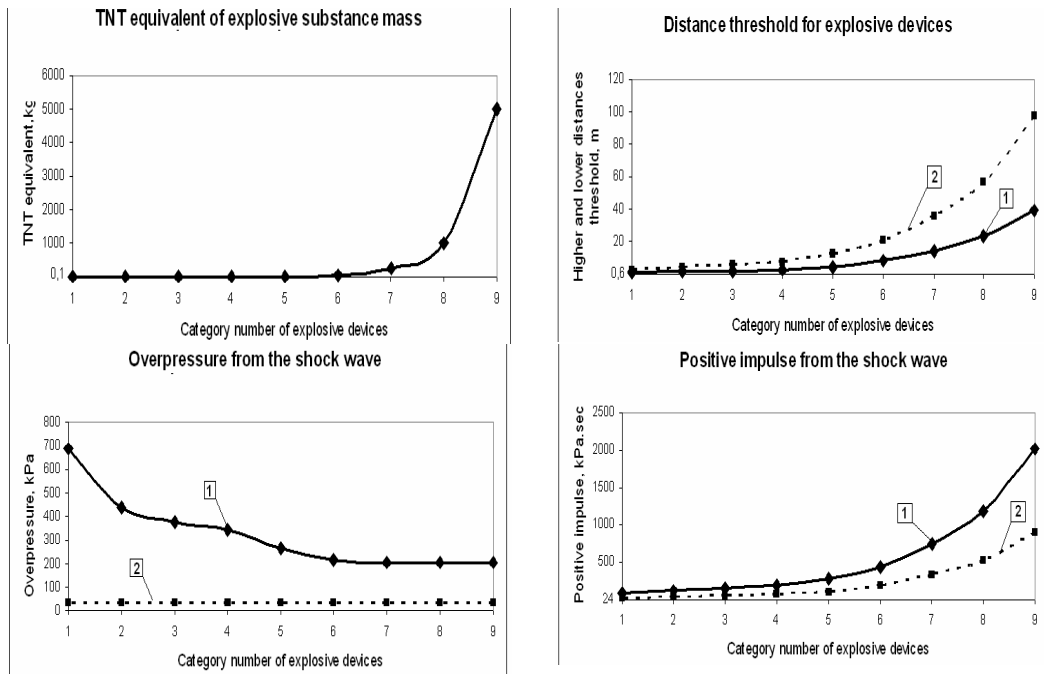 TNT equivalent of explosive substance mass
TNT equivalent,kg
6000
5000
4000
3000
2000
1000
0,1
1 2 3 4 5 6 7 8 9
Category number of explosive devices
Distance threshold for explosive devices
Higher and lower distances
threshold, m
120
100
80
60
40
20
0,6
2
1
1 2 3 4 5 6 7 8 9
Category number of explosive devices
Overpressure from the shock wave
Overpressure, kPa
800
700
600
500
400
300
200
100
0
1
2
1 2 3 4 5 6 7 8 9
Category number of explosive devices
Positive impulse from the shock wave
Positive impulse, kPa.sec
2500
2000
1500
1000
500
24
1
2
1 2 3 4 5 6 7 8 9
Category number of explosive devices